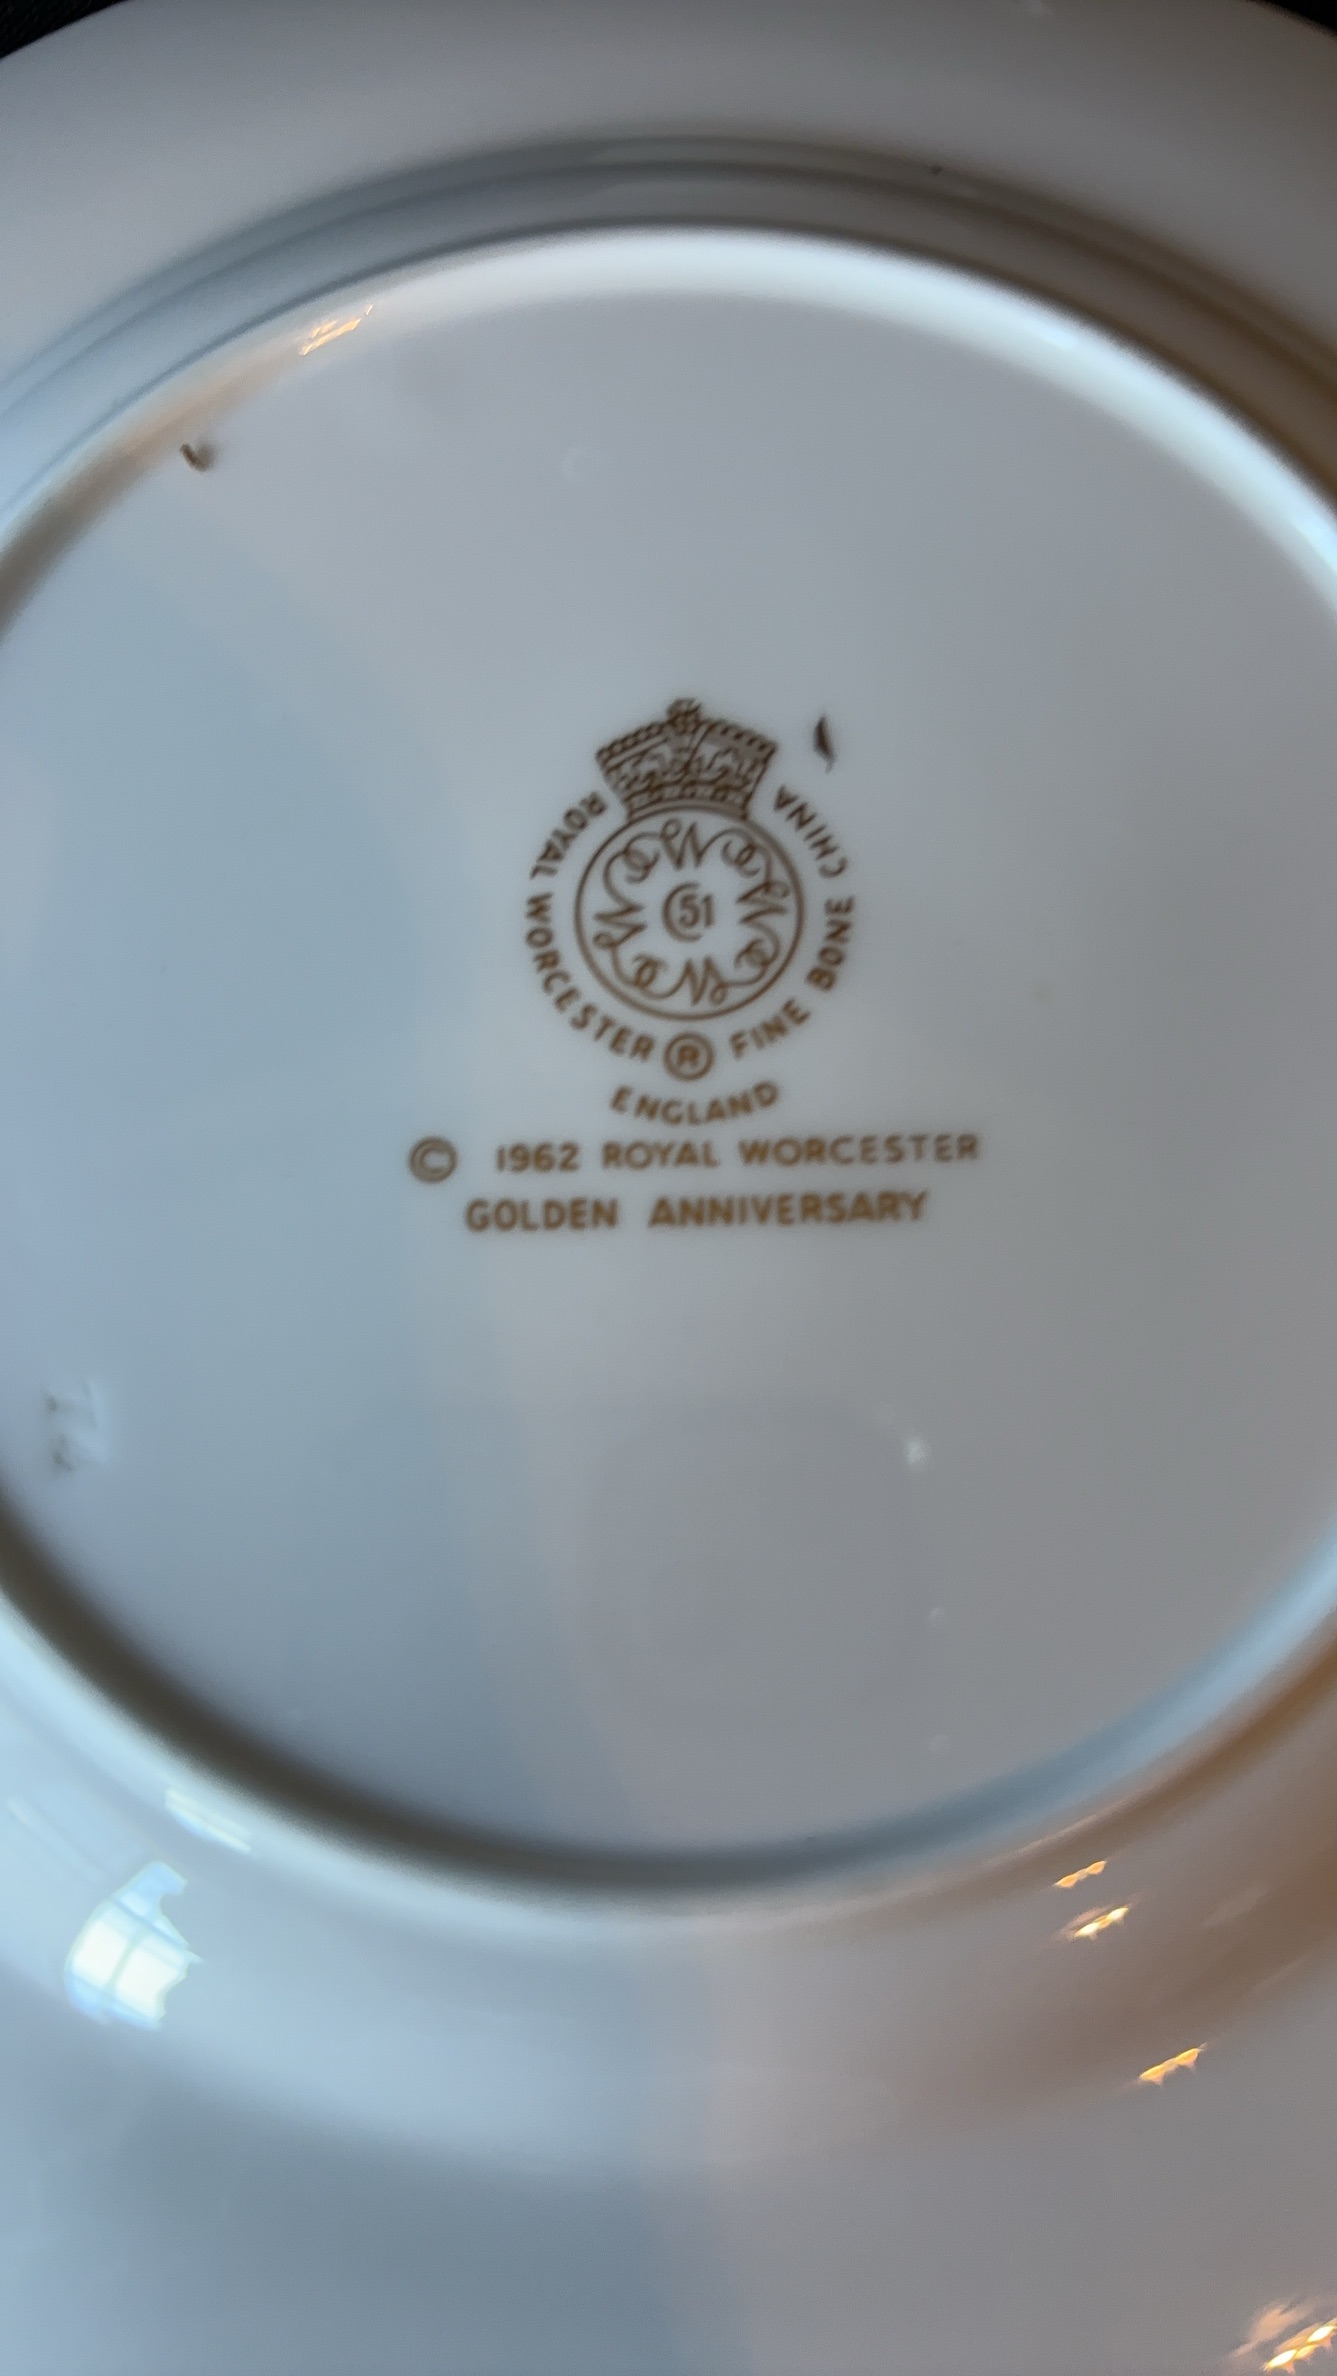 ROYAL WORCESTER ® FINE BONE CHINA
51
ENGLAND
© 1962 ROYAL WORCESTER
GOLDEN ANNIVERSARY